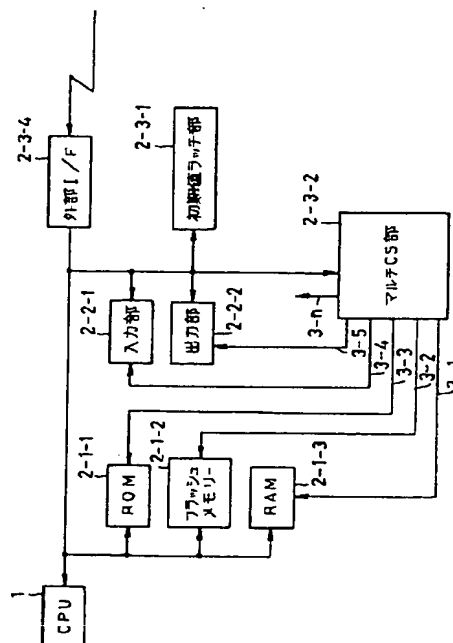 1
CPU
2-1-1
ROM
2-1-2
フラッシュ
メモリー
2-1-3
RAM
2-2-1
入力部
2-2-2
出力部
2-3-4
外部I/F
2-3-1
初期値ラッチ部
2-3-2
マルチCS部
3-n
3-5
3-4
3-3
3-2
3-1